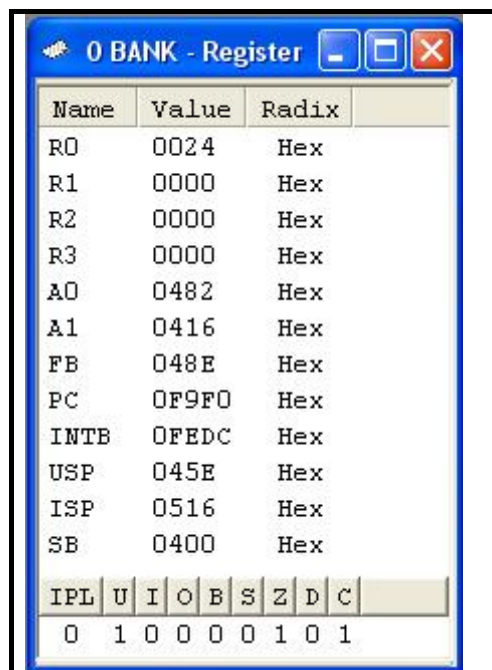 0 BANK - Register
Name Value Radix
R0 0024 Hex
R1 0000 Hex
R2 0000 Hex
R3 0000 Hex
A0 0482 Hex
A1 0416 Hex
FB 048E Hex
PC 0F9F0 Hex
INTB 0FEDC Hex
USP 045E Hex
ISP 0516 Hex
SB 0400 Hex
IPL U I O B S Z D C
0 1 0 0 0 0 1 0 1